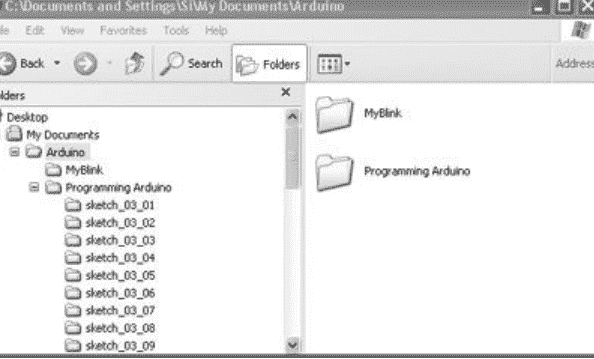 C:\Documents and Settings\Si\My Documents\Arduino
Edit View Favorites Tools Help
Back Search Folders Address
lders
Desktop
My Documents
Arduino
MyBlink
Programming Arduino
sketch_03_01
sketch_03_02
sketch_03_03
sketch_03_04
sketch_03_05
sketch_03_06
sketch_03_07
sketch_03_08
sketch_03_09
MyBlink
Programming Arduino